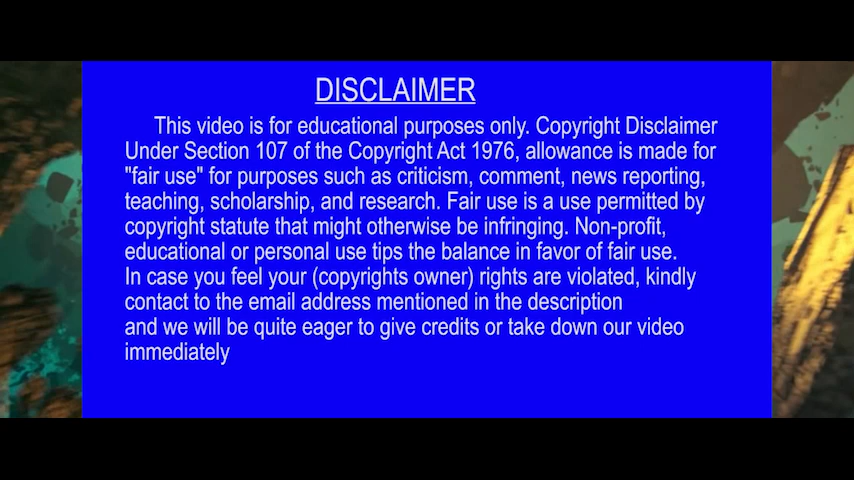 DISCLAIMER
This video is for educational purposes only. Copyright Disclaimer
Under Section 107 of the Copyright Act 1976, allowance is made for
"fair use" for purposes such as criticism, comment, news reporting,
teaching, scholarship, and research. Fair use is a use permitted by
copyright statute that might otherwise be infringing. Non-profit,
educational or personal use tips the balance in favor of fair use.
In case you feel your (copyrights owner) rights are violated, kindly
contact to the email address mentioned in the description
and we will be quite eager to give credits or take down our video
immediately